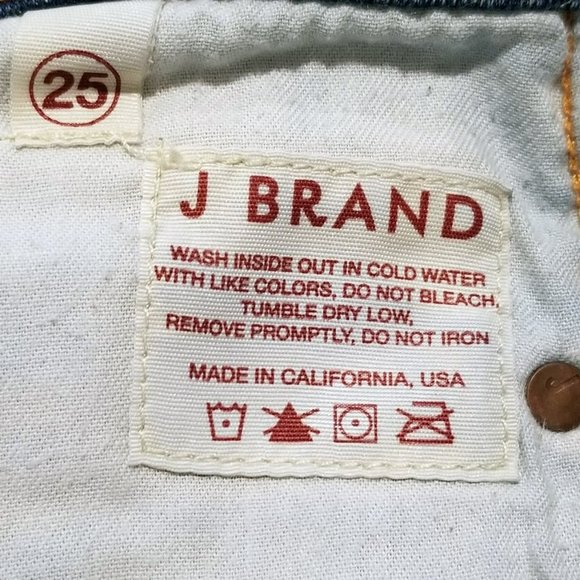 25
J BRAND
WASH INSIDE OUT IN COLD WATER
WITH LIKE COLORS, DO NOT BLEACH,
TUMBLE DRY LOW,
REMOVE PROMPTLY, DO NOT IRON
MADE IN CALIFORNIA, USA